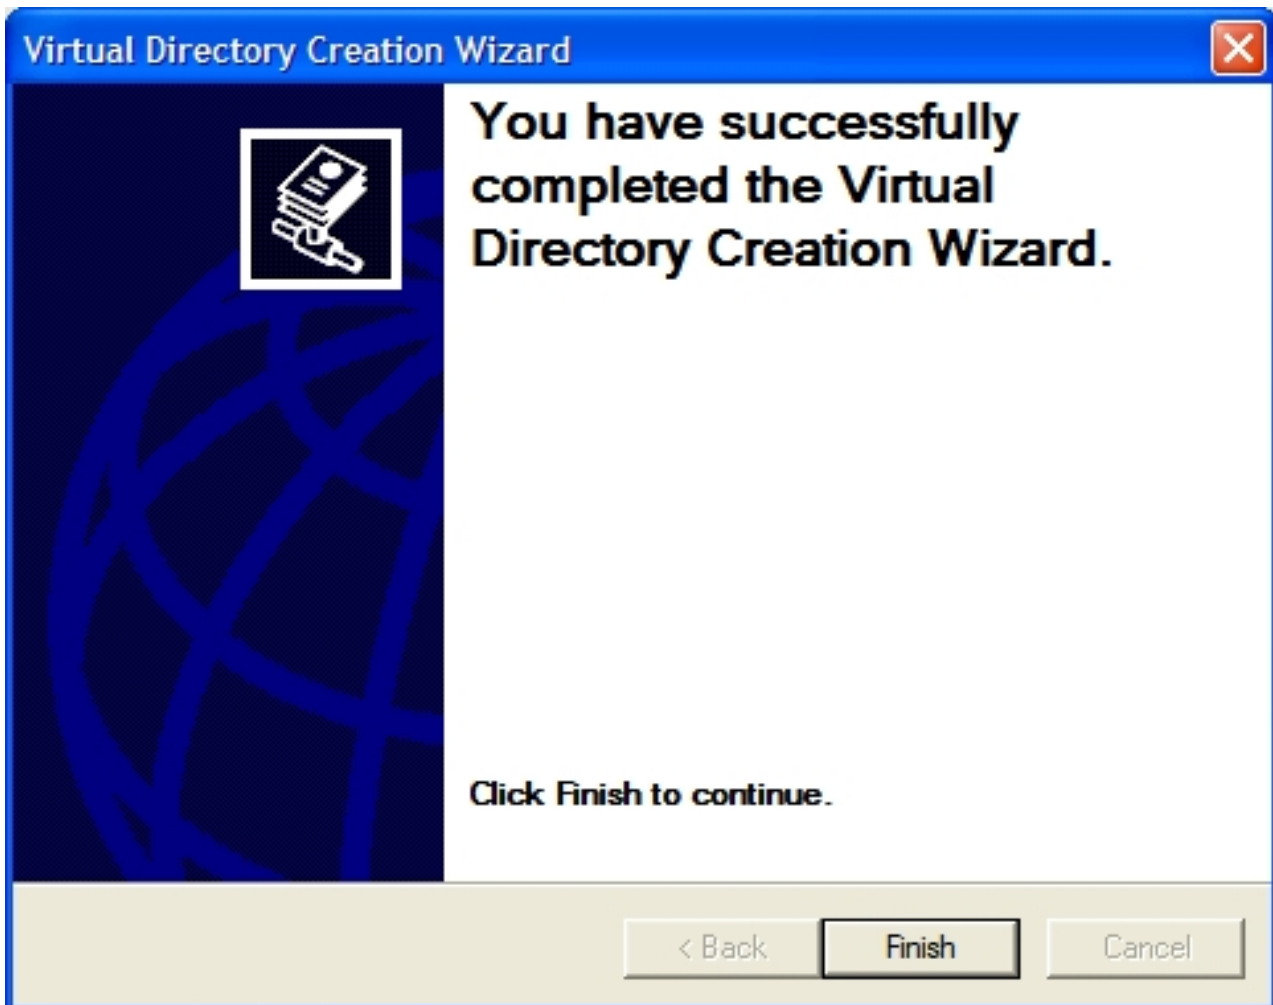 Virtual Directory Creation Wizard
You have successfully
completed the Virtual
Directory Creation Wizard.
Click Finish to continue.
< Back
Finish
Cancel